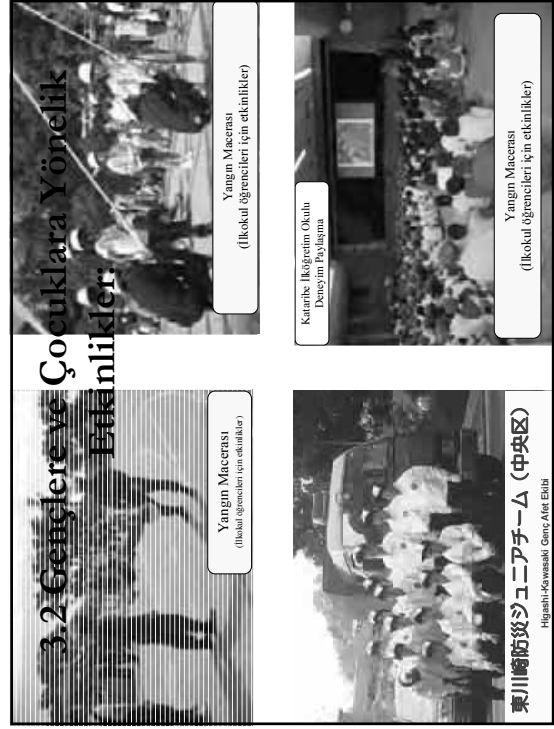 3.2 Gençlere ve Çocuklara Yönelik
Etkinlikler:
Yangın Macerası
(İlkokul öğrencileri için etkinlikler)
Yangın Macerası
(İlkokul öğrencileri için etkinlikler)
東川崎防災ジュニアチーム（中央区）
Higashi-Kawasaki Genç Afet Ekibi
Kataribe İlköğretim Okulu
Deneyim Paylaşma
Yangın Macerası
(İlkokul öğrencileri için etkinlikler)